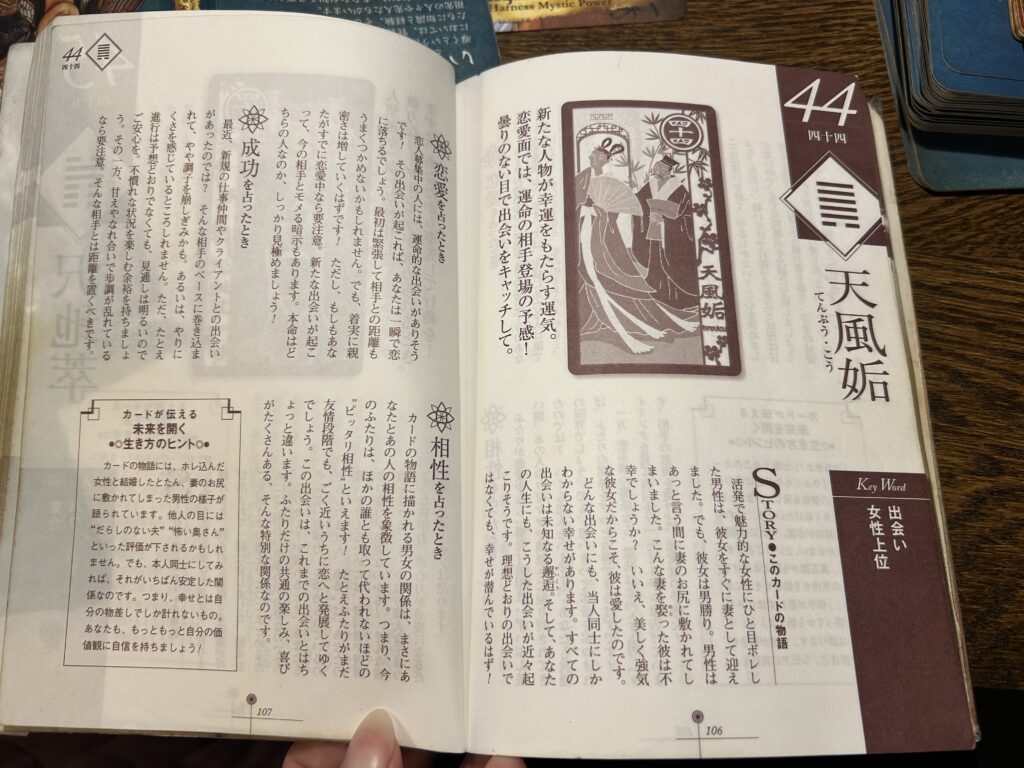 44
四十四
天風姤
てんぷう・こう
Key Word
出会い
女性上位
四十四
天風姤
新たな人物が幸運をもたらす運気。
恋愛面では、運命の相手登場の予感！
曇りのない目で出会いをキャッチして。
STORY●このカードの物語
活発で魅力的な女性にひと目ボレし
た男性は、彼女をすぐに妻として迎え
ました。でも、彼女は男勝り。男性は
あっと言う間に妻のお尻に敷かれてし
まいました。こんな妻を娶った彼は不
幸でしょうか？　いいえ、美しく強気
な彼女だからこそ、彼は愛したのです。
どんな出会いにも、当人同士にしか
わからない幸せがあります。すべての
出会いは未知なる邂逅。そして、あなた
の人生にも、こうした出会いが近々起
こりそうです。理想どおりの出会いで
はなくても、幸せが潜んでいるはず！
106
44
四十四
恋愛を占ったとき
恋人募集中の人には、運命的な出会いがありそう
です！　その出会いが起これば、あなたは一瞬で恋
に落ちるでしょう。最初は緊張して相手との距離も
うまくつかめないかもしれません。でも、着実に親
密さは増していくはずです！　ただし、もしもあな
たがすでに恋愛中なら要注意。新たな出会いが起こ
って、今の相手とモメる暗示もあります。本命はど
ちらの人なのか、しっかり見極めましょう！
成功を占ったとき
最近、新規の仕事仲間やクライアントとの出会い
があったのでは？　そんな相手のペースに巻き込ま
れて、やや調子を崩しぎみかも。あるいは、やりに
くさを感じているところかもしれません。ただ、たとえ
進行は予想どおりでなくても、見通しは明るいので
ご安心を。不慣れな状況を楽しむ余裕を持ちましょ
う。その一方、甘えやなれ合いで歩調が乱れている
なら要注意。そんな相手とは距離を置くべきです。
相性を占ったとき
カードの物語に描かれる男女の関係は、まさにあ
なたとあの人の相性を象徴しています。つまり、今
のふたりは、ほかの誰とも取って代われないほどの
“ピッタリ相性”といえます！　たとえふたりがまだ
友情段階でも、ごく近いうちに恋へと発展してゆく
でしょう。この出会いは、これまでの出会いとはち
ょっと違います。ふたりだけの共通の楽しみ、喜び
がたくさんある、そんな特別な関係なのです。
カードが伝える
未来を開く
生き方のヒント
カードの物語には、ホレ込んだ
女性と結婚したとたん、妻のお尻
に敷かれてしまった男性の様子が
語られています。他人の目には
“だらしのない夫”“怖い奥さん”
といった評価が下されるかもしれ
ません。でも、本人同士にしてみ
れば、それがいちばん安定した関
係なのです。つまり、幸せとは自
分の物差しでしか計れないもの。
あなたも、もっともっと自分の価
値観に自信を持ちましょう！
107
Harness Mystic Power